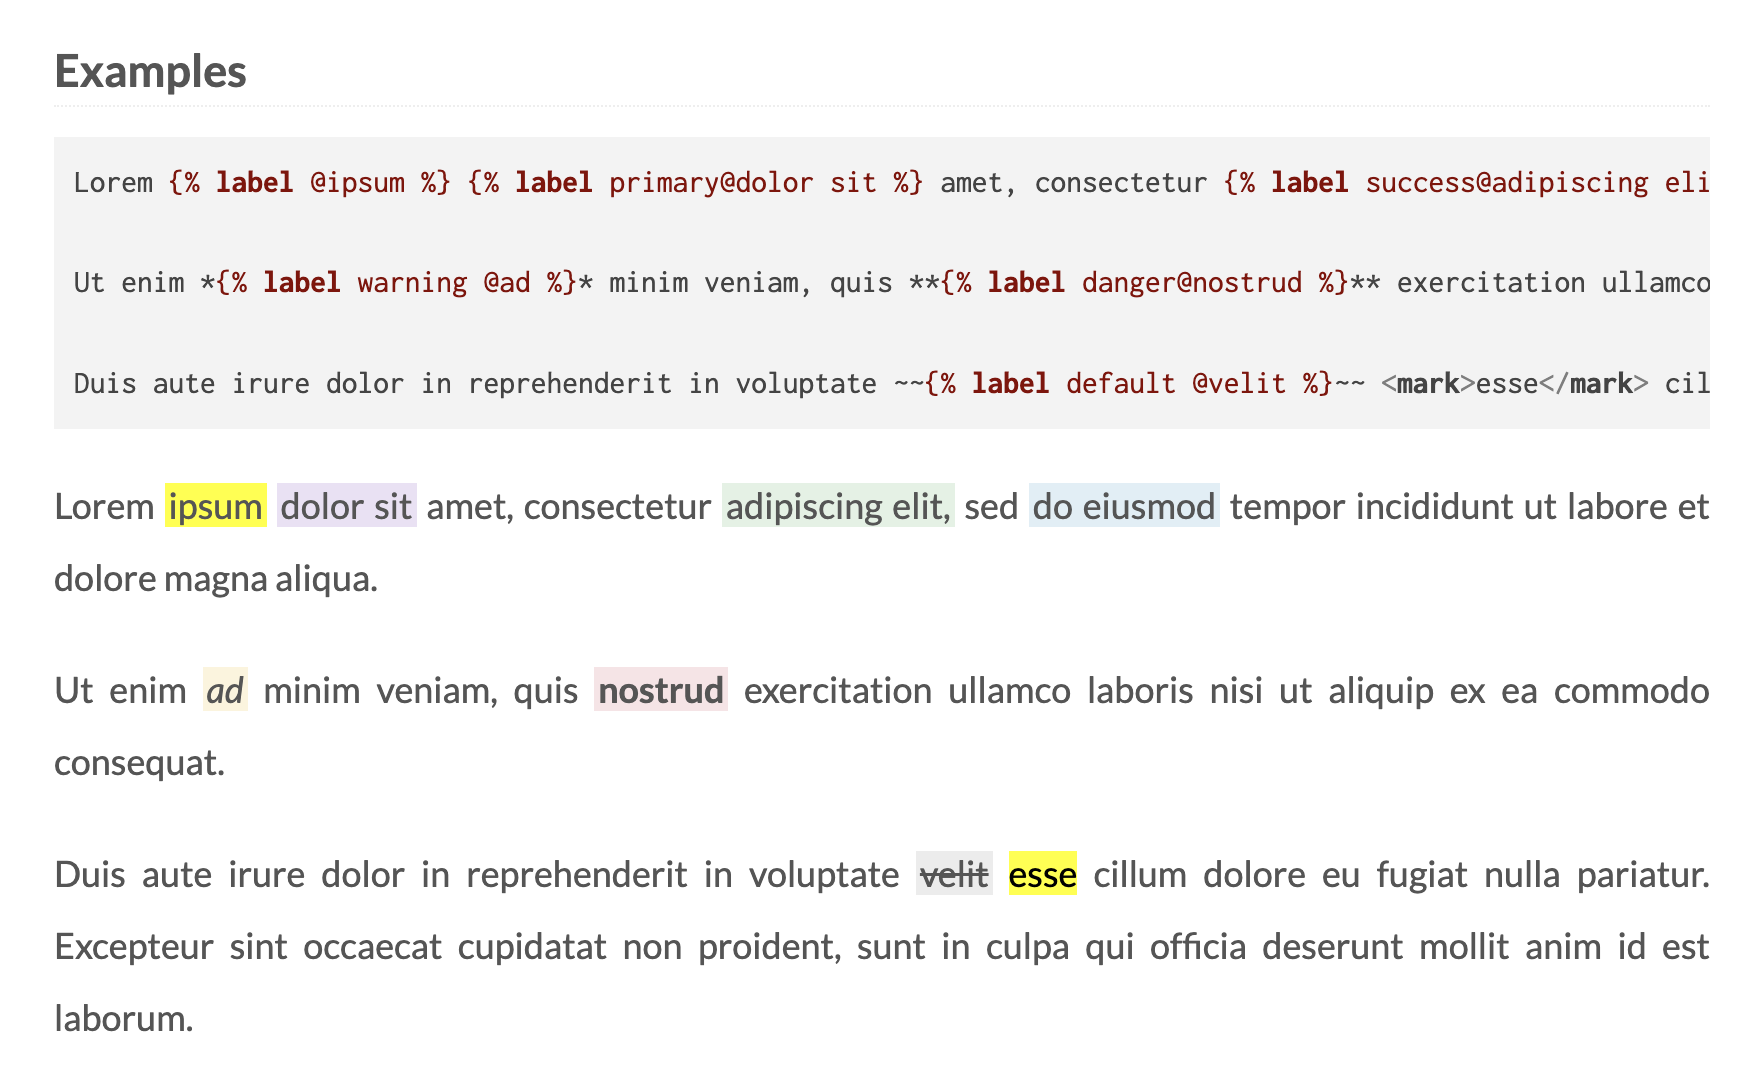 Examples
Lorem {% label @ipsum %} {% label primary@dolor sit %} amet, consectetur {% label success@adipiscing eli
Ut enim *{% label warning @ad %}* minim veniam, quis **{% label danger@nostrud %}** exercitation ullamco
Duis aute irure dolor in reprehenderit in voluptate ~~{% label default @velit %}~~ <mark>esse</mark> cil
Lorem ipsum dolor sit amet, consectetur adipiscing elit, sed do eiusmod tempor incididunt ut labore et
dolore magna aliqua.
Ut enim ad minim veniam, quis nostrud exercitation ullamco laboris nisi ut aliquip ex ea commodo
consequat.
Duis aute irure dolor in reprehenderit in voluptate velit esse cillum dolore eu fugiat nulla pariatur.
Excepteur sint occaecat cupidatat non proident, sunt in culpa qui officia deserunt mollit anim id est
laborum.